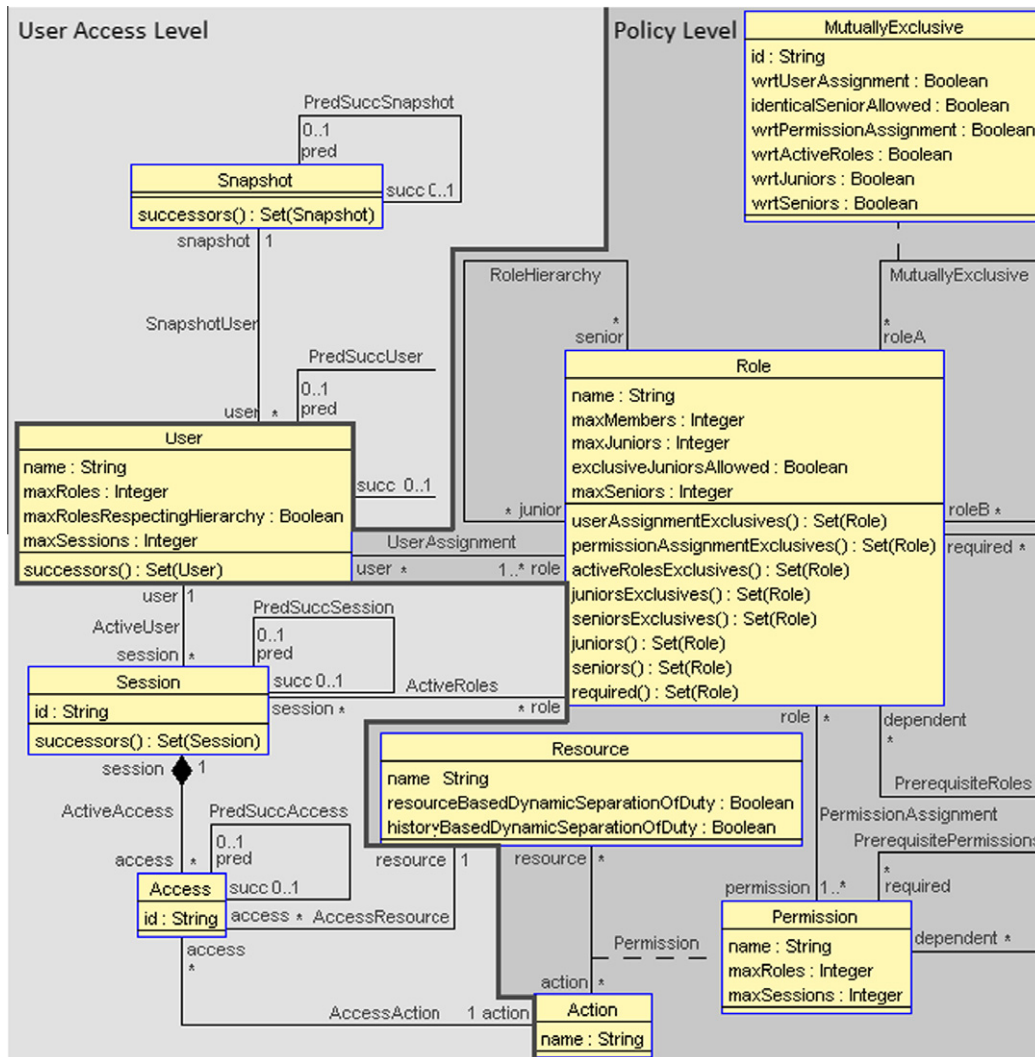 User Access Level
Policy Level
MutuallyExclusive
id : String
wrtUserAssignment : Boolean
identicalSeniorAllowed : Boolean
wrtPermissionAssignment : Boolean
wrtActiveRoles : Boolean
wrtJuniors : Boolean
wrtSeniors : Boolean
PredSuccSnapshot
0..1
pred
succ 0..1
Snapshot
successors() : Set(Snapshot)
snapshot 1
SnapshotUser
user *
PredSuccUser
0..1
pred
succ 0..1
User
name : String
maxRoles : Integer
maxRolesRespectingHierarchy : Boolean
maxSessions : Integer
successors() : Set(User)
RoleHierarchy
*
senior
* junior
MutuallyExclusive
*
roleA
roleB *
Role
name : String
maxMembers : Integer
maxJuniors : Integer
exclusiveJuniorsAllowed : Boolean
maxSeniors : Integer
userAssignmentExclusives() : Set(Role)
permissionAssignmentExclusives() : Set(Role)
activeRolesExclusives() : Set(Role)
juniorsExclusives() : Set(Role)
seniorsExclusives() : Set(Role)
juniors() : Set(Role)
seniors() : Set(Role)
required() : Set(Role)
required *
UserAssignment
user *
1..* role
user 1
ActiveUser
session *
PredSuccSession
0..1
pred
succ 0..1
Session
id : String
successors() : Set(Session)
ActiveRoles
session *
* role
session 1
ActiveAccess
access *
PredSuccAccess
0..1
pred
succ 0..1
Access
id : String
Resource
name String
resourceBasedDynamicSeparationOfDuty : Boolean
historyBasedDynamicSeparationOfDuty : Boolean
resource 1
access * AccessResource
resource *
Permission
action *
role *
PermissionAssignment
permission 1..*
dependent
*
PrerequisiteRoles
PrerequisitePermissions
*
required
dependent *
Permission
name : String
maxRoles : Integer
maxSessions : Integer
access
*
AccessAction 1 action
Action
name : String